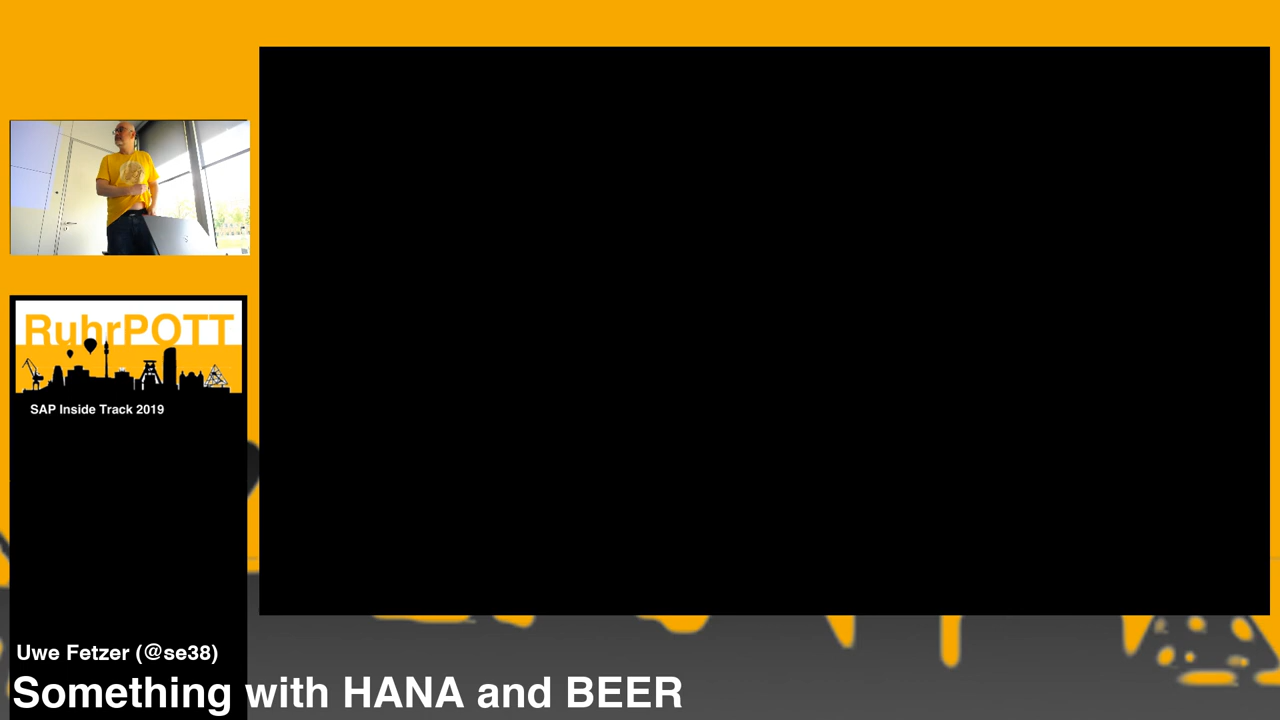 RuhrPOTT
SAP Inside Track 2019
Uwe Fetzer (@se38)
Something with HANA and BEER